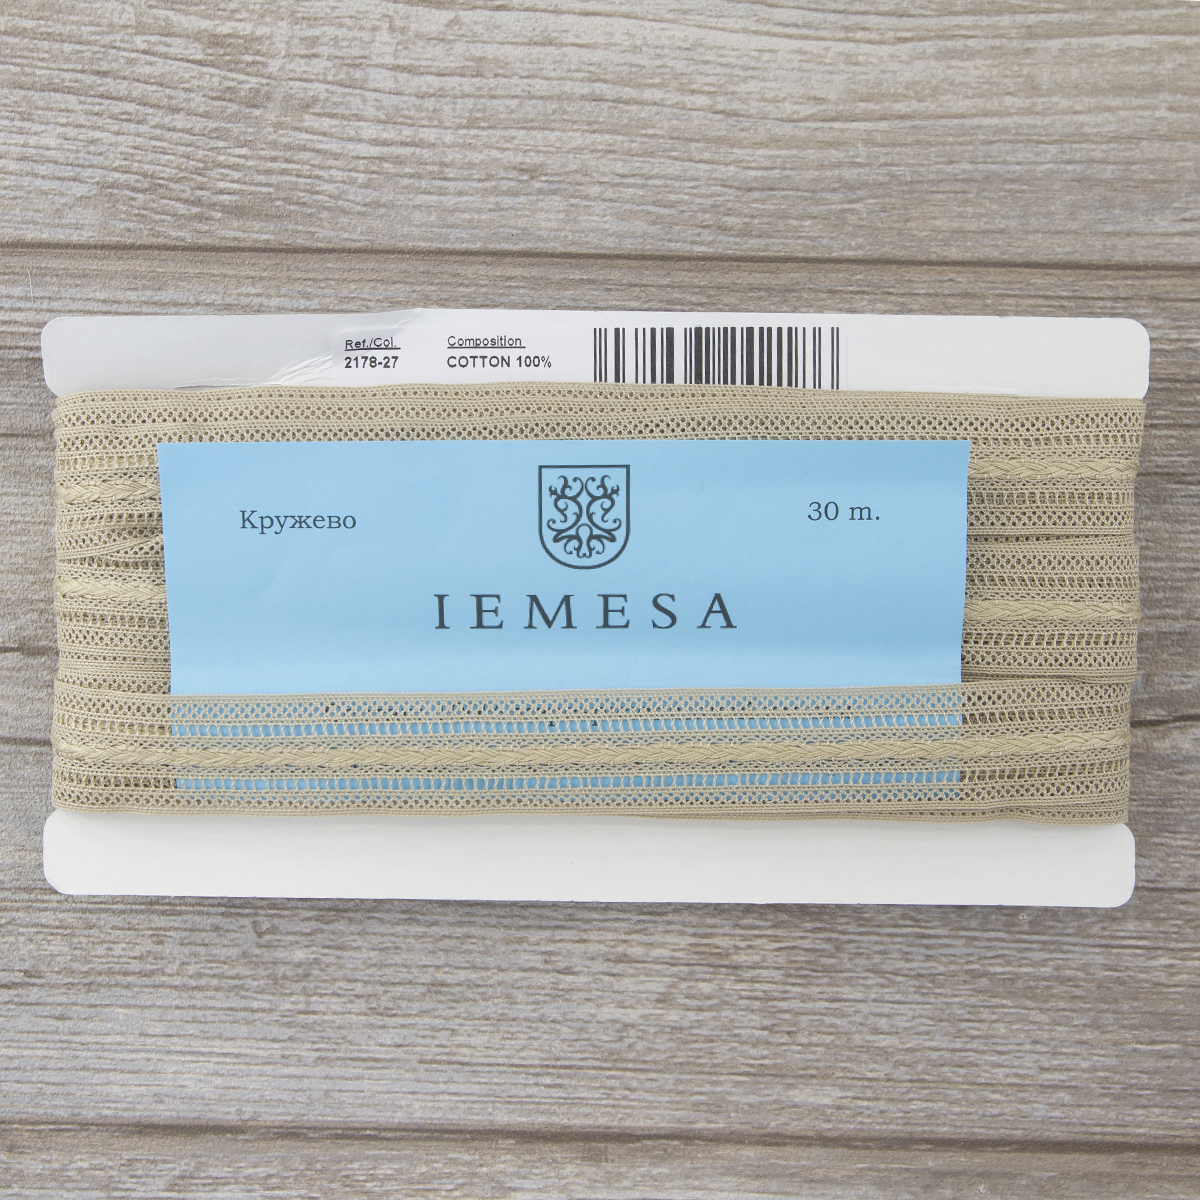 Ref./Col. Composition
2178-27 COTTON 100%
Кружево 30 m.
IEMESA